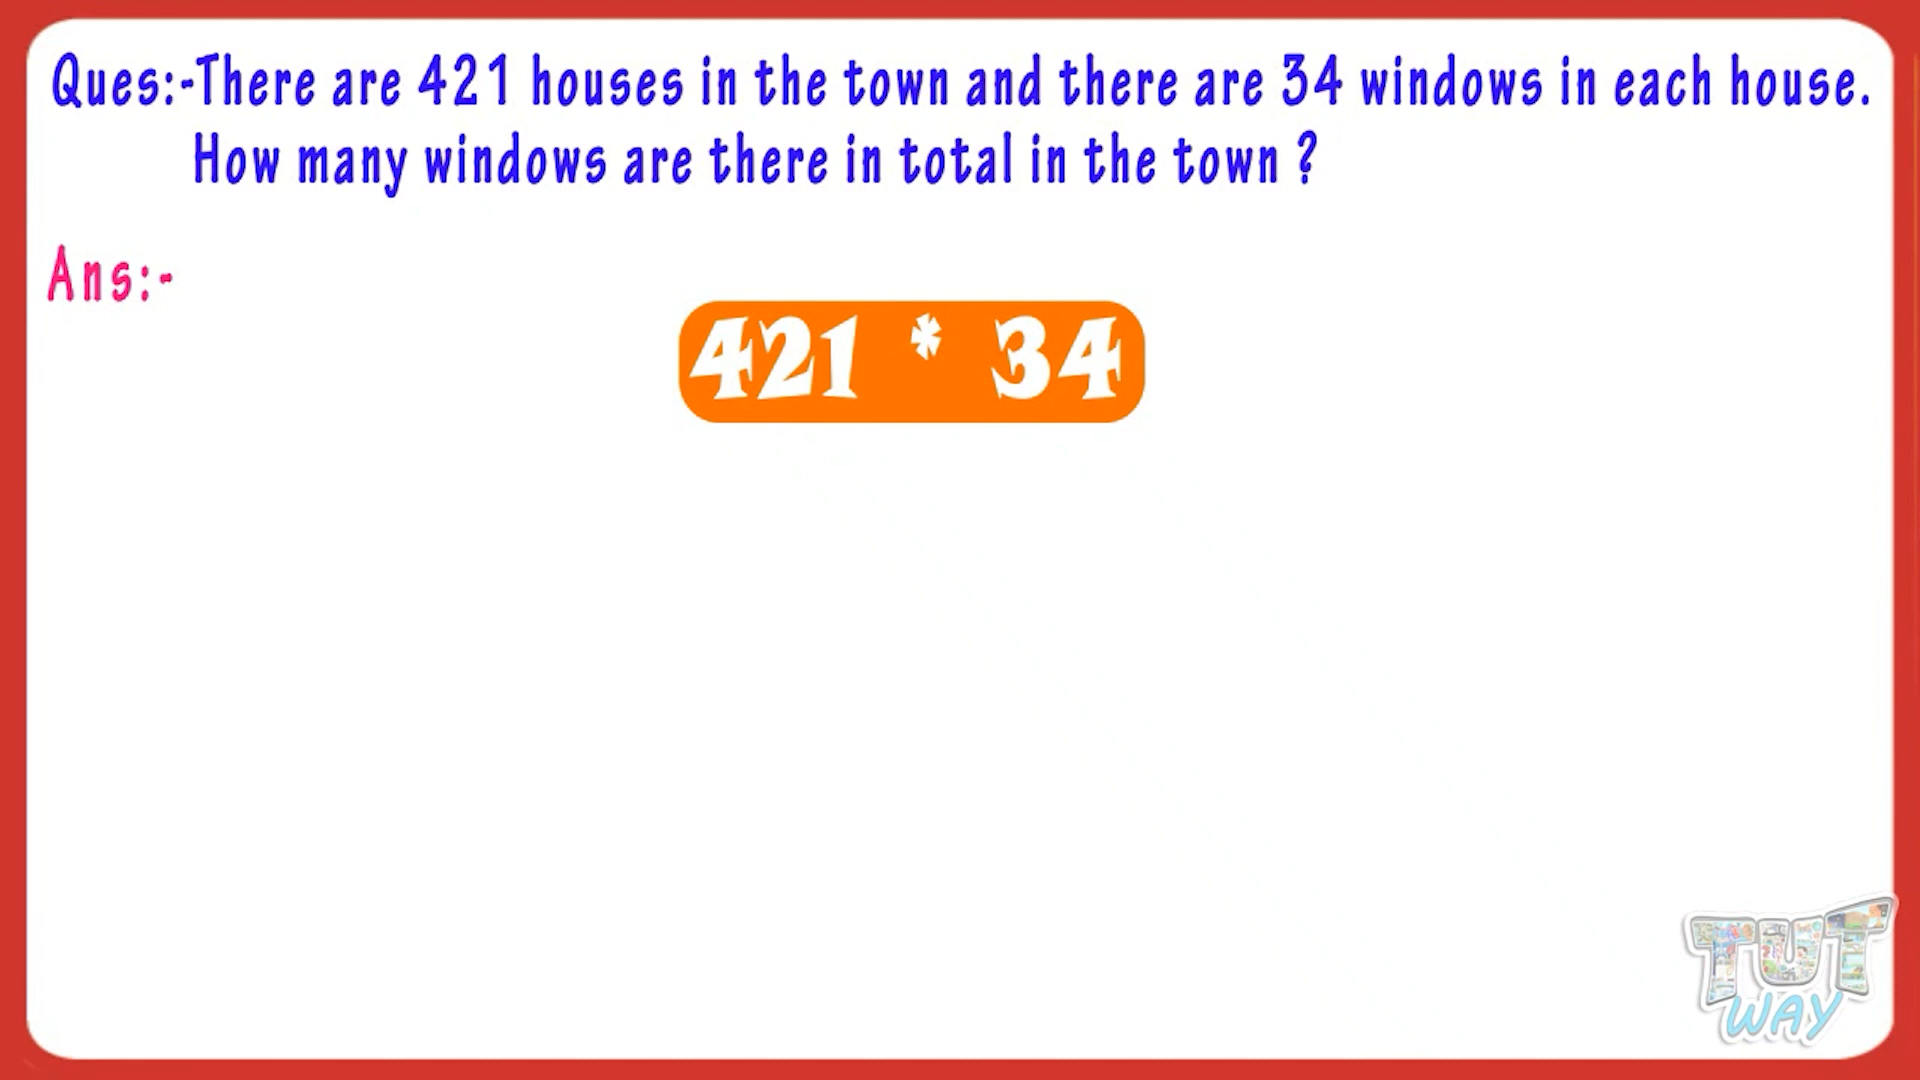 Ques:-There are 421 houses in the town and there are 34 windows in each house.
How many windows are there in total in the town ?
Ans:-
421 * 34
TUT
WAY